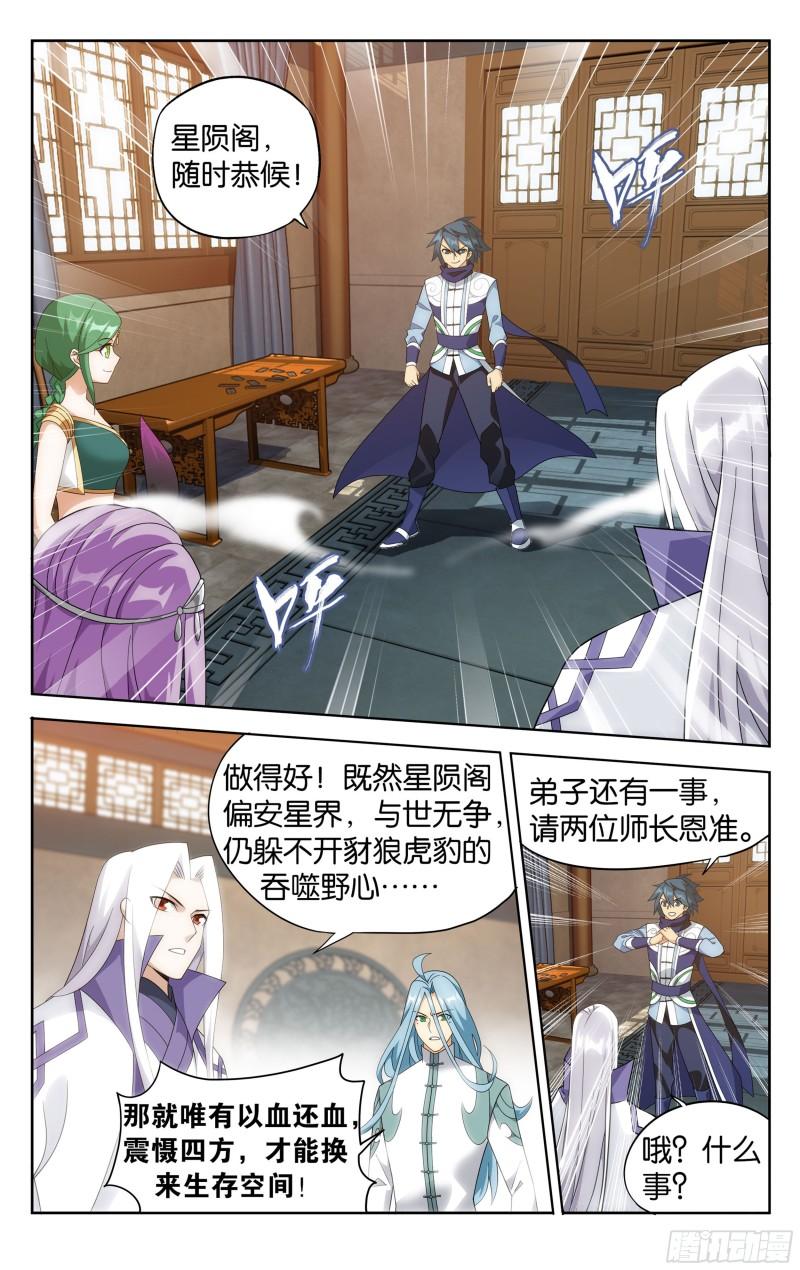 星陨阁，
随时恭候！
哗
哗
做得好！既然星陨阁
偏安星界，与世无争，
仍躲不开豺狼虎豹的
吞噬野心……
那就唯有以血还血，
震慑四方，才能换
来生存空间！
弟子还有一事，
请两位师长恩准。
哦？什么
事？
腾讯动漫